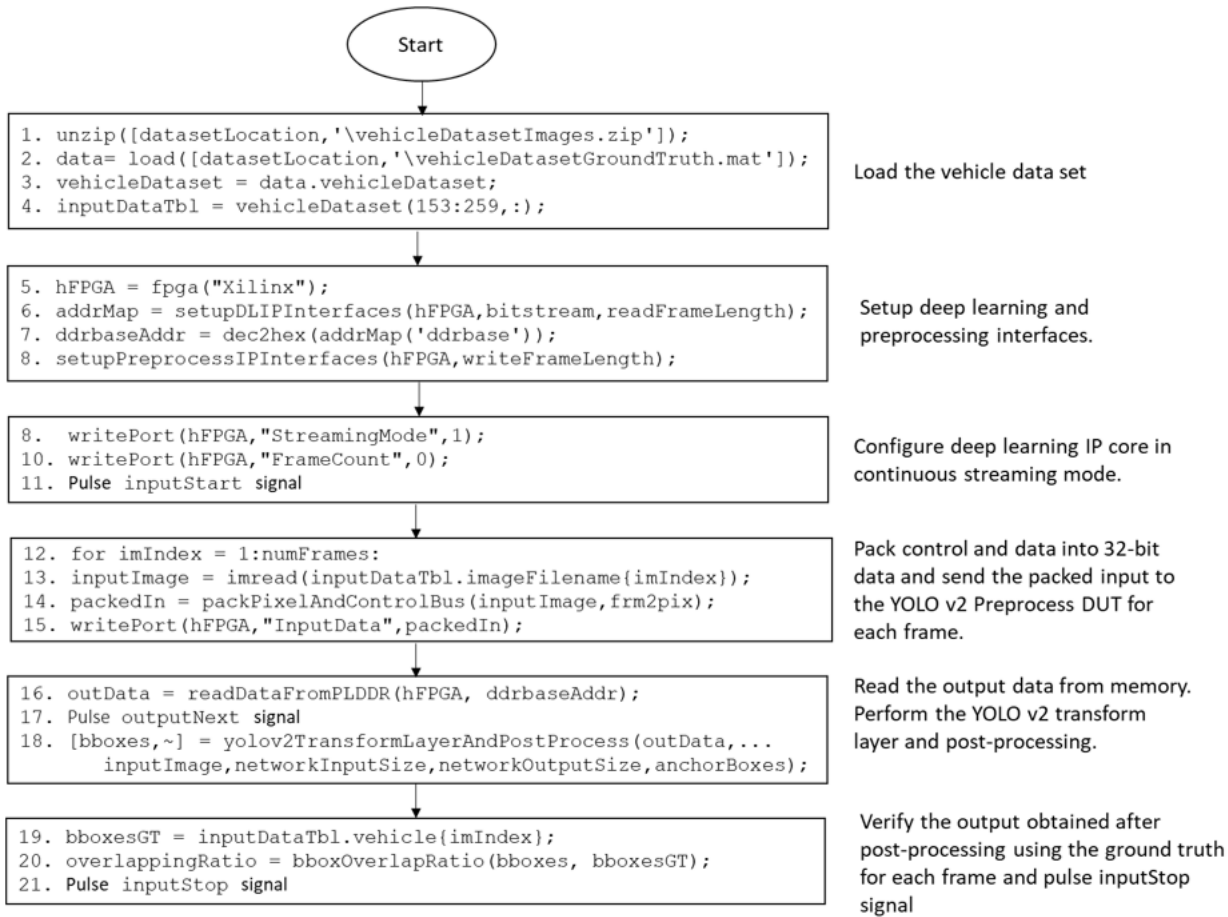 Start
1. unzip([datasetLocation,'\vehicleDatasetImages.zip']);
2. data= load([datasetLocation,'\vehicleDatasetGroundTruth.mat']);
3. vehicleDataset = data.vehicleDataset;
4. inputDataTbl = vehicleDataset(153:259,:);
Load the vehicle data set
5. hFPGA = fpga("Xilinx");
6. addrMap = setupDLIPInterfaces(hFPGA,bitstream,readFrameLength);
7. ddrbaseAddr = dec2hex(addrMap('ddrbase'));
8. setupPreprocessIPInterfaces(hFPGA,writeFrameLength);
Setup deep learning and
preprocessing interfaces.
8. writePort(hFPGA,"StreamingMode",1);
10. writePort(hFPGA,"FrameCount",0);
11. Pulse inputStart signal
Configure deep learning IP core in
continuous streaming mode.
12. for imIndex = 1:numFrames:
13. inputImage = imread(inputDataTbl.imageFilename{imIndex});
14. packedIn = packPixelAndControlBus(inputImage,frm2pix);
15. writePort(hFPGA,"InputData",packedIn);
Pack control and data into 32-bit
data and send the packed input to
the YOLO v2 Preprocess DUT for
each frame.
16. outData = readDataFromPLDDR(hFPGA, ddrbaseAddr);
17. Pulse outputNext signal
18. [bboxes,~] = yolov2TransformLayerAndPostProcess(outData,...
inputImage,networkInputSize,networkOutputSize,anchorBoxes);
Read the output data from memory.
Perform the YOLO v2 transform
layer and post-processing.
19. bboxesGT = inputDataTbl.vehicle{imIndex};
20. overlappingRatio = bboxOverlapRatio(bboxes, bboxesGT);
21. Pulse inputStop signal
Verify the output obtained after
post-processing using the ground truth
for each frame and pulse inputStop
signal